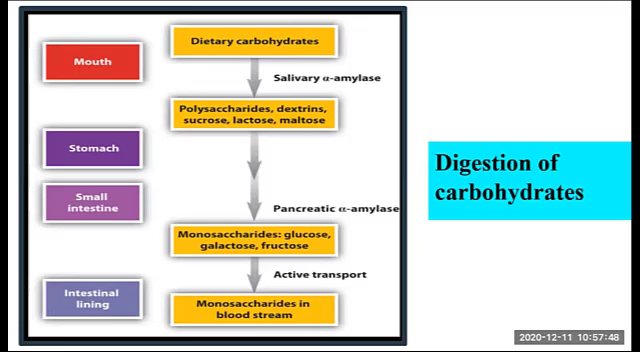 Mouth
Dietary carbohydrates
Salivary α-amylase
Polysaccharides, dextrins,
sucrose, lactose, maltose
Stomach
Small
intestine
Pancreatic α-amylase
Monosaccharides: glucose,
galactose, fructose
Active transport
Intestinal
lining
Monosaccharides in
blood stream
Digestion of
carbohydrates
2020-12-11 10:57:48